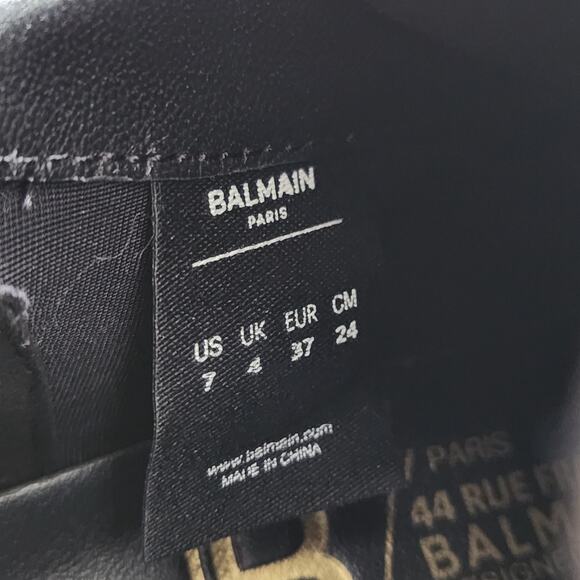 BALMAIN
PARIS
US UK EUR CM
7 4 37 24
www.balmain.com
MADE IN CHINA
/ PARIS
44 RUE
BALM
B